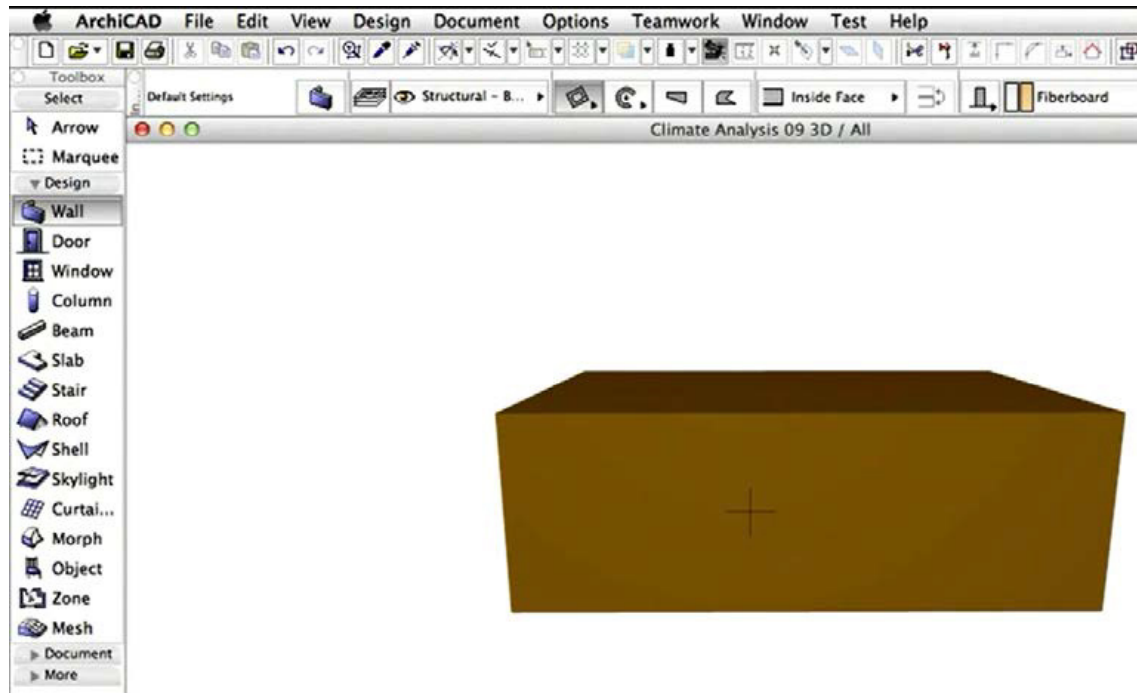 ArchiCAD File Edit View Design Document Options Teamwork Window Test Help
Toolbox
Select
Default Settings
Structural - B...
Inside Face
Fiberboard
Arrow
Climate Analysis 09 3D / All
Marquee
Design
Wall
Door
Window
Column
Beam
Slab
Stair
Roof
Shell
Skylight
Curtai...
Morph
Object
Zone
Mesh
Document
More